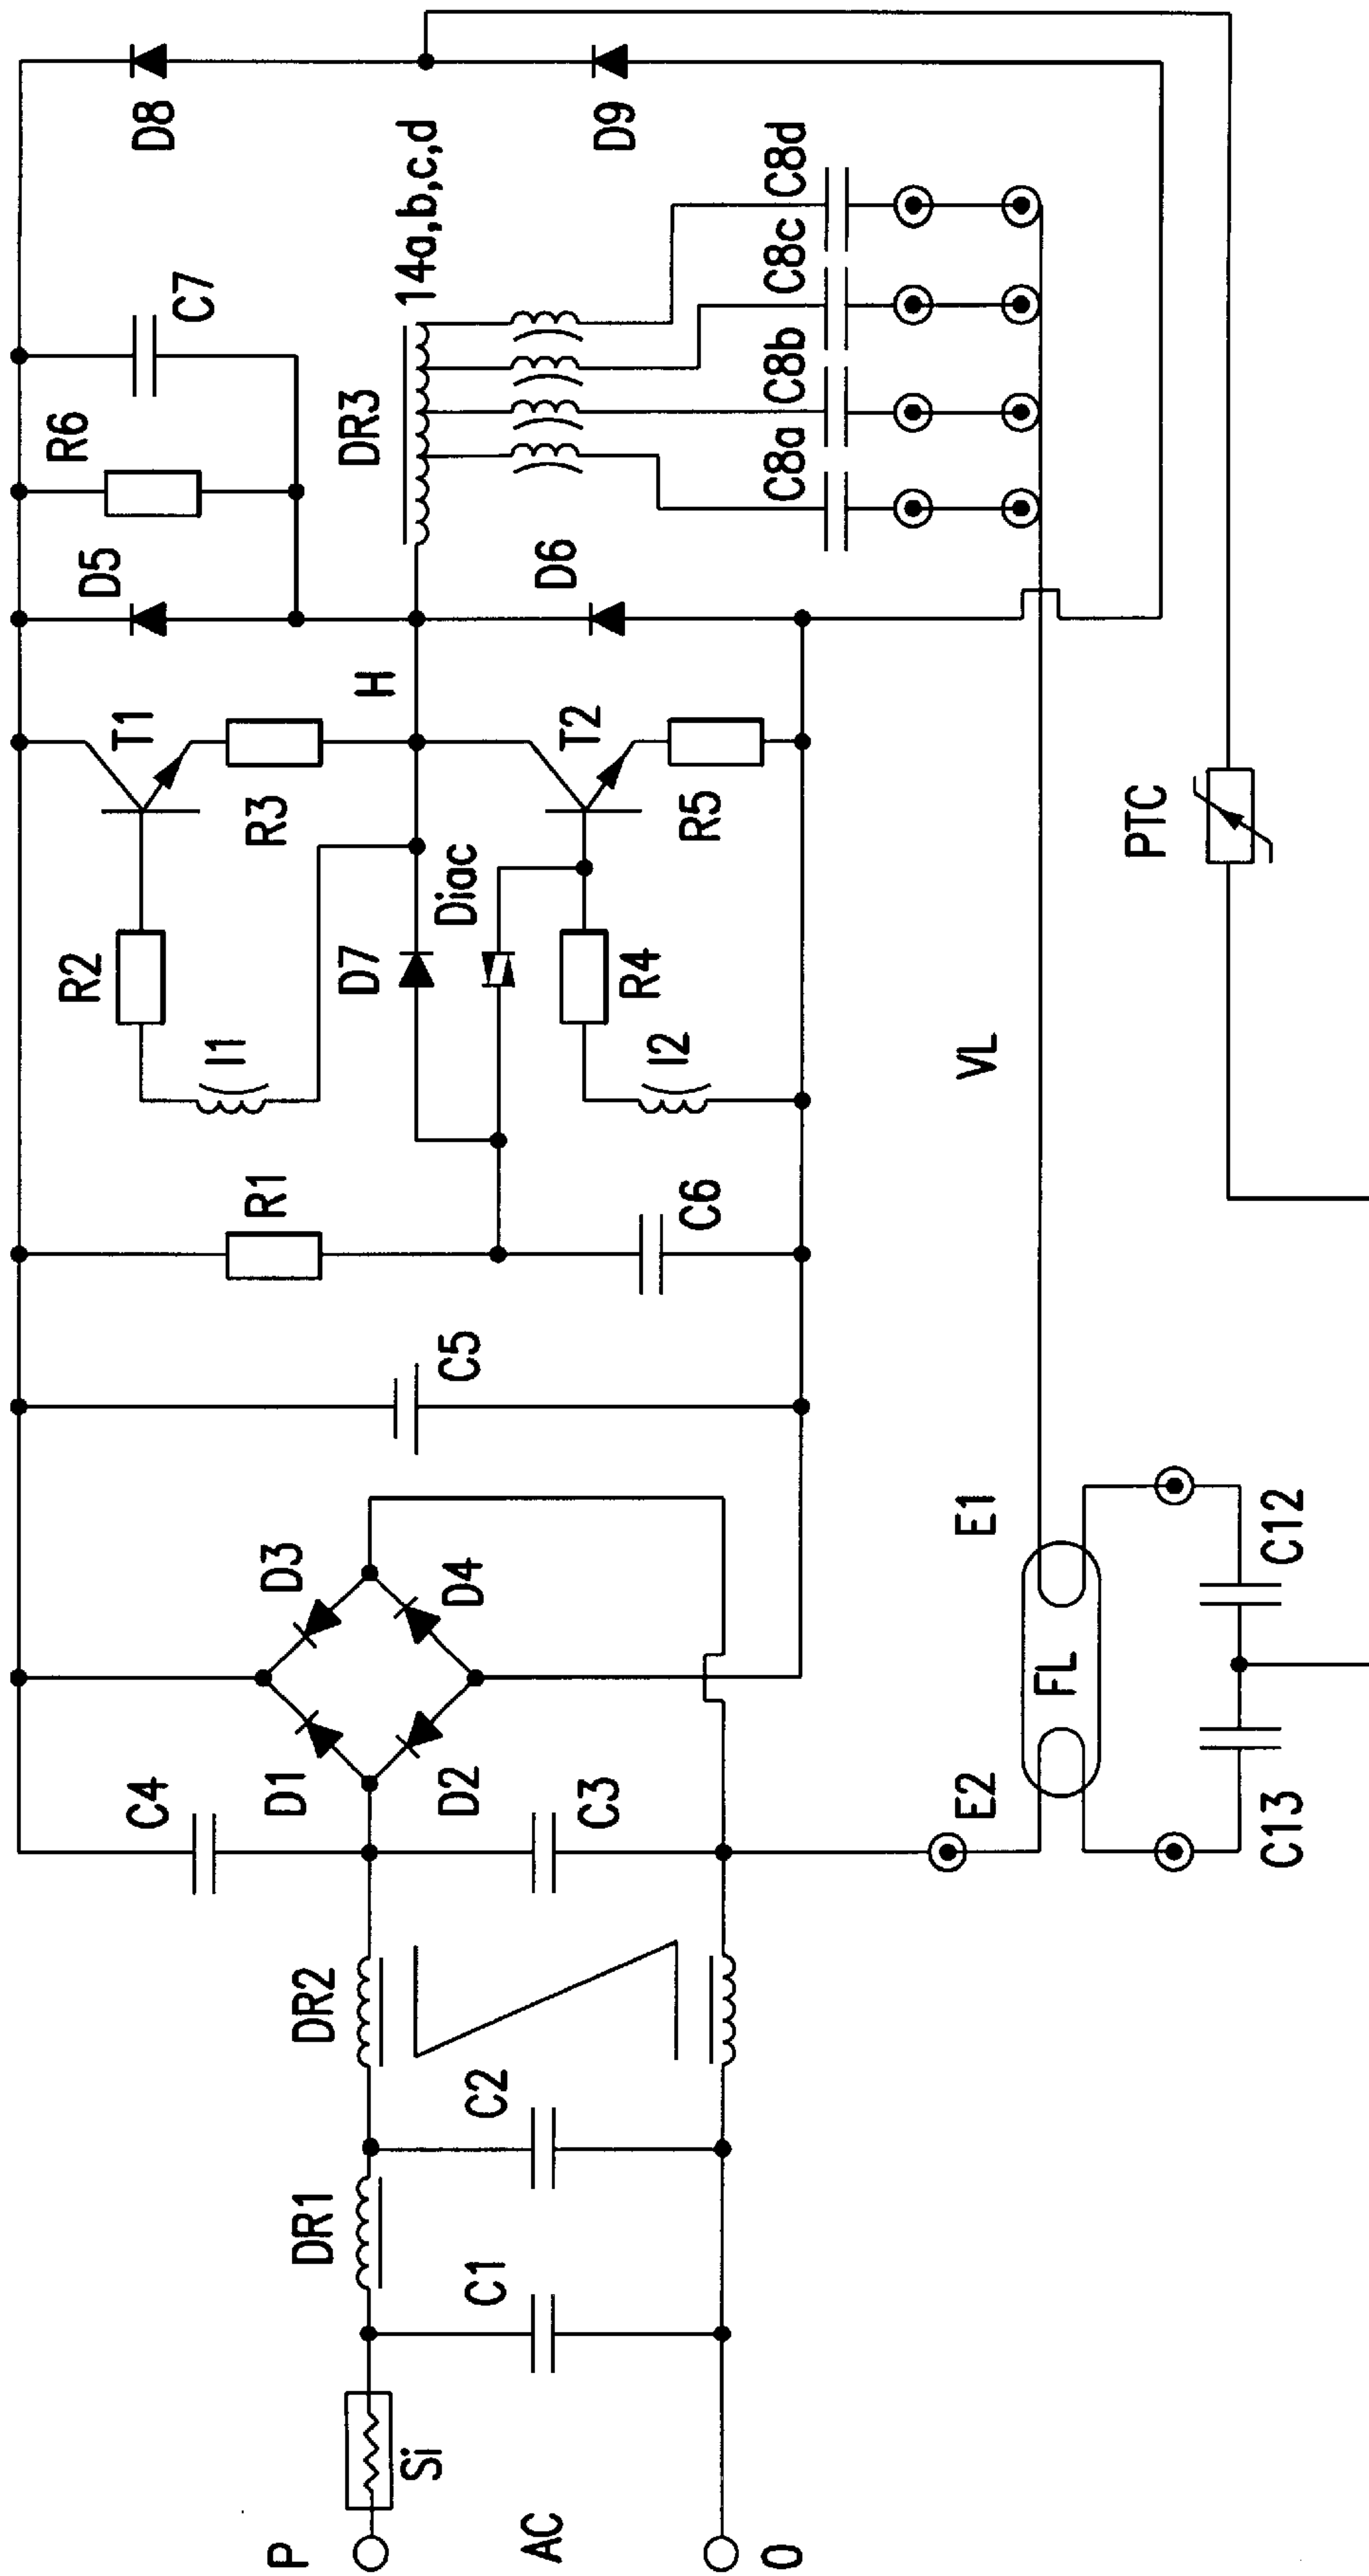 P
AC
O
Si
DR1
C1
DR2
C2
C4
D1
D2
C3
D3
D4
C5
R1
C6
R2
I1
D7
Diac
R4
I2
T1
R3
H
T2
R5
D5
R6
C7
DR3
14a,b,c,d
D6
C8a
C8b
C8c
C8d
D8
D9
PTC
VL
E1
E2
FL
C12
C13